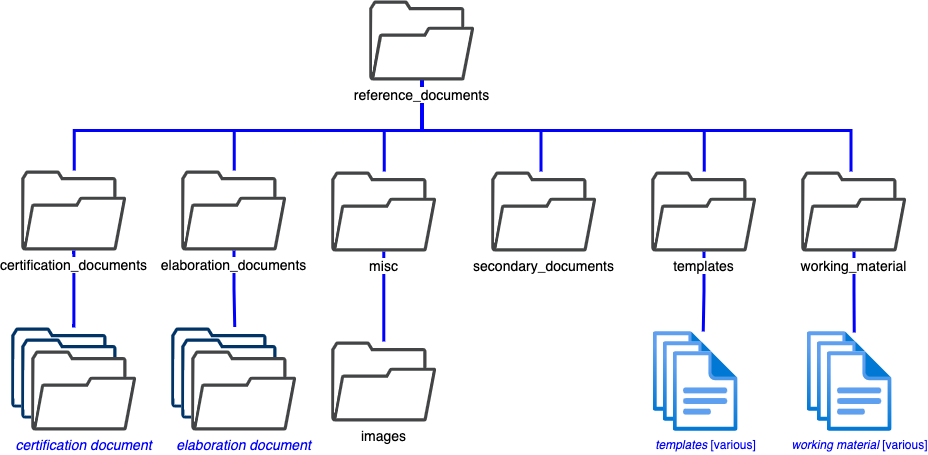 reference_documents
certification_documents
elaboration_documents
misc
secondary_documents
templates
working_material
certification document
elaboration document
images
templates [various]
working material [various]